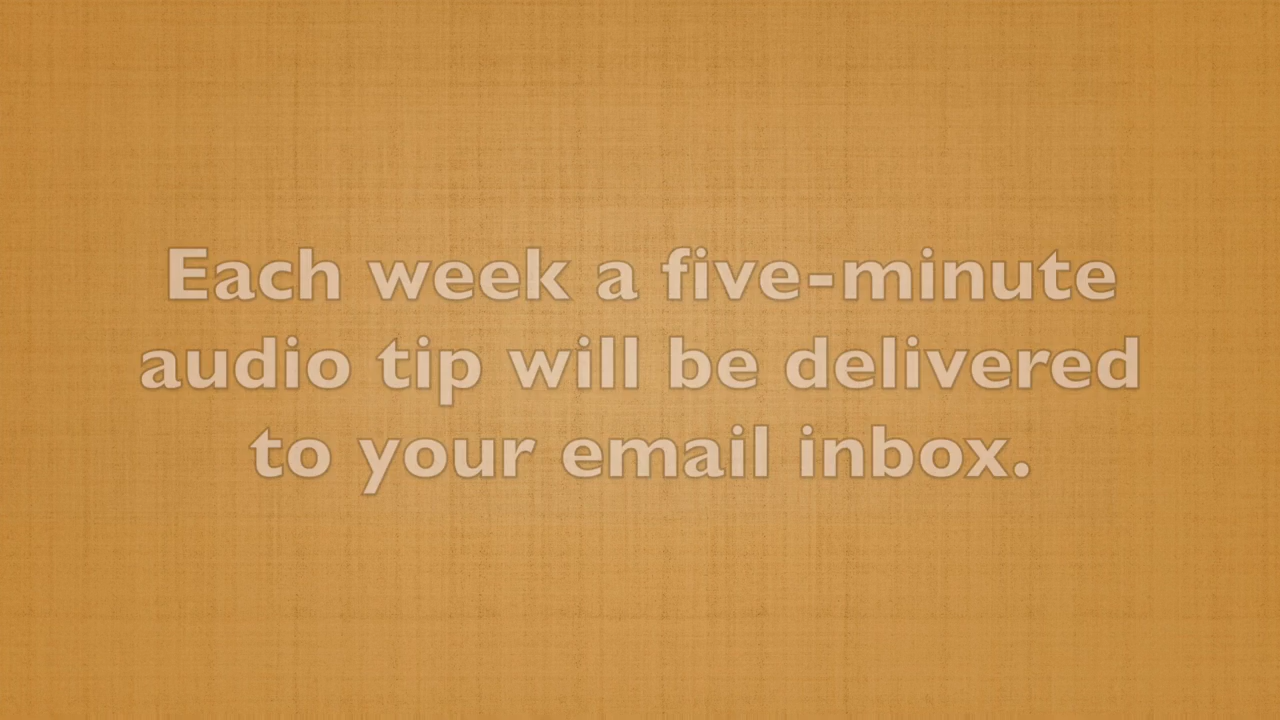 Each week a five-minute
audio tip will be delivered
to your email inbox.